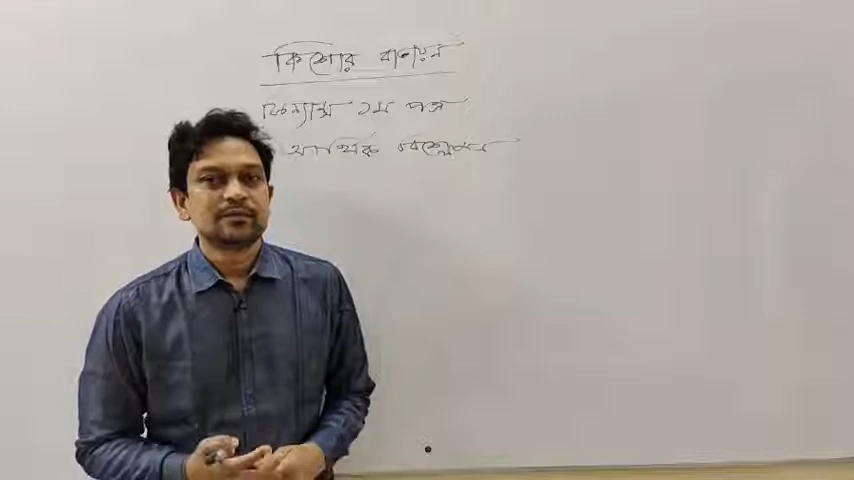 কিশোর বাতায়ন
ফিন্যান্স ১ম পত্র
আর্থিক বিশ্লেষণ